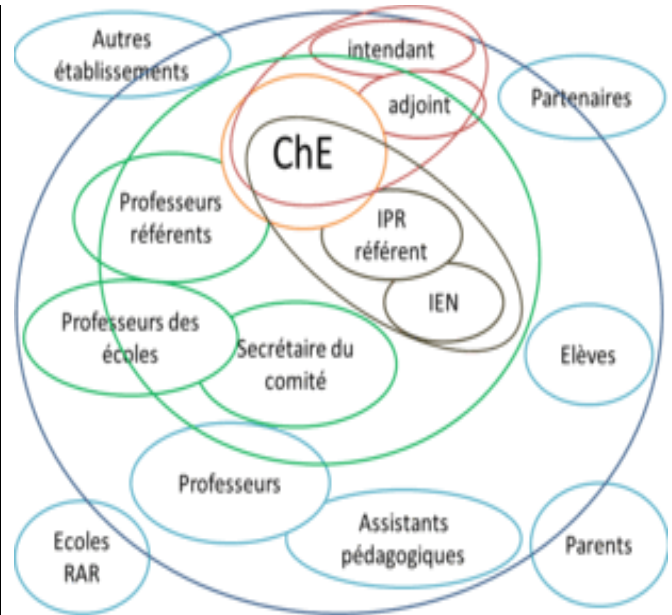 Autres
établissements
intendant
adjoint
Partenaires
ChE
Professeurs
référents
IPR
référent
IEN
Professeurs des
écoles
Secrétaire du
comité
Elèves
Professeurs
Assistants
pédagogiques
Ecoles
RAR
Parents